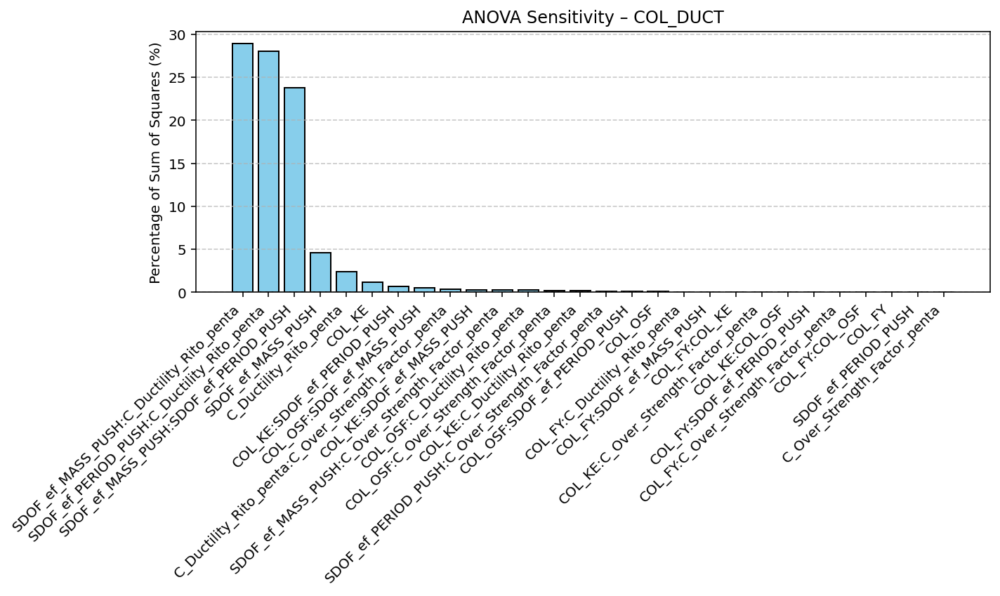 ANOVA Sensitivity – COL_DUCT
Percentage of Sum of Squares (%)
30
25
20
15
10
5
0
SDOF_ef_MASS_PUSH:C_Ductility_Rito_penta
SDOF_ef_PERIOD_PUSH:C_Ductility_Rito_penta
SDOF_ef_MASS_PUSH:SDOF_ef_PERIOD_PUSH
SDOF_ef_MASS_PUSH
C_Ductility_Rito_penta
COL_KE
COL_KE:SDOF_ef_PERIOD_PUSH
COL_OSF:SDOF_ef_MASS_PUSH
C_Ductility_Rito_penta:C_Over_Strength_Factor_penta
COL_KE:SDOF_ef_MASS_PUSH
SDOF_ef_MASS_PUSH:C_Over_Strength_Factor_penta
COL_OSF:C_Ductility_Rito_penta
COL_OSF:C_Over_Strength_Factor_penta
COL_KE:C_Ductility_Rito_penta
SDOF_ef_PERIOD_PUSH:C_Over_Strength_Factor_penta
COL_OSF:SDOF_ef_PERIOD_PUSH
COL_OSF
COL_FY:C_Ductility_Rito_penta
COL_FY:SDOF_ef_MASS_PUSH
COL_FY:COL_KE
COL_KE:C_Over_Strength_Factor_penta
COL_KE:COL_OSF
COL_FY:SDOF_ef_PERIOD_PUSH
COL_FY:C_Over_Strength_Factor_penta
COL_FY:COL_OSF
COL_FY
SDOF_ef_PERIOD_PUSH
C_Over_Strength_Factor_penta